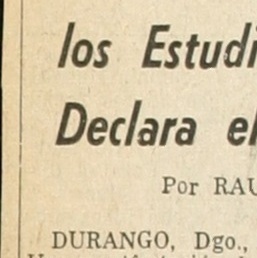 los Estudi
Declara el
Por RAU
DURANGO, Dgo.,